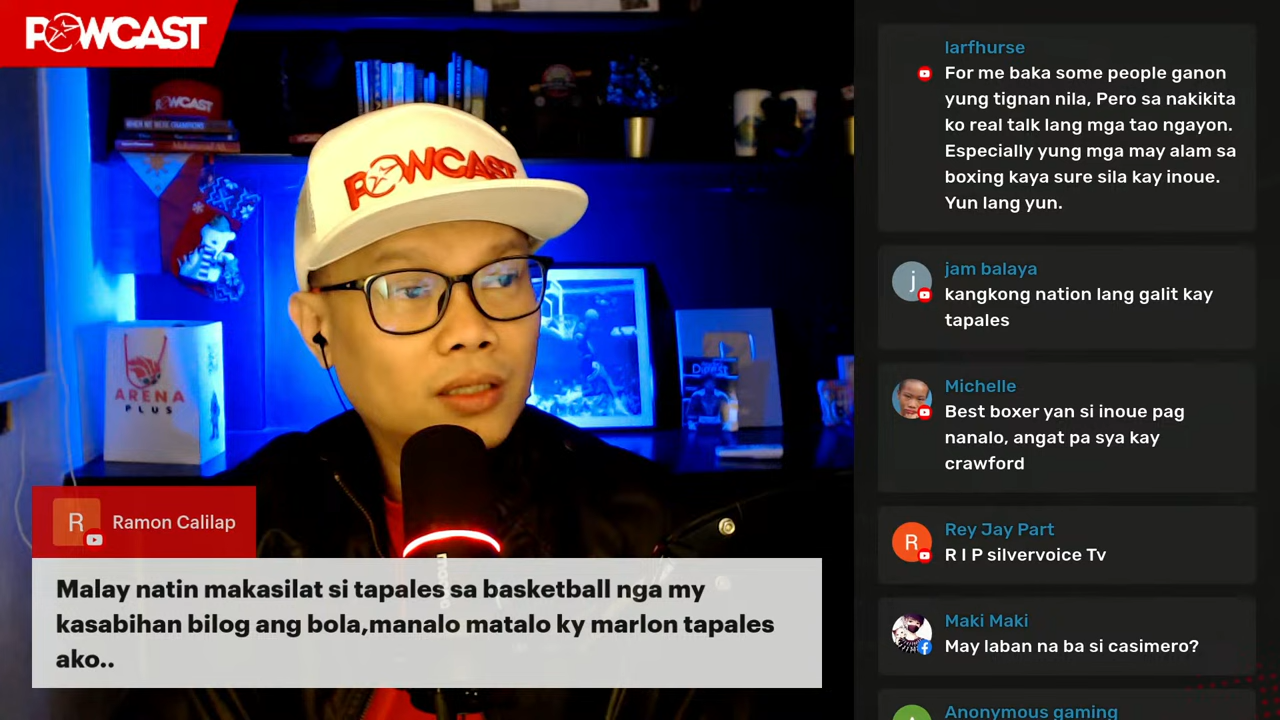 POWCAST
POWCAST
POWCAST
ARENA
PLUS
Digest
R
Ramon Calilap
Malay natin makasilat si tapales sa basketball nga my
kasabihan bilog ang bola,manalo matalo ky marlon tapales
ako..
larfhurse
For me baka some people ganon
yung tignan nila, Pero sa nakikita
ko real talk lang mga tao ngayon.
Especially yung mga may alam sa
boxing kaya sure sila kay inoue.
Yun lang yun.
j
jam balaya
kangkong nation lang galit kay
tapales
Michelle
Best boxer yan si inoue pag
nanalo, angat pa sya kay
crawford
R
Rey Jay Part
R I P silvervoice Tv
Maki Maki
May laban na ba si casimero?
Anonymous gaming